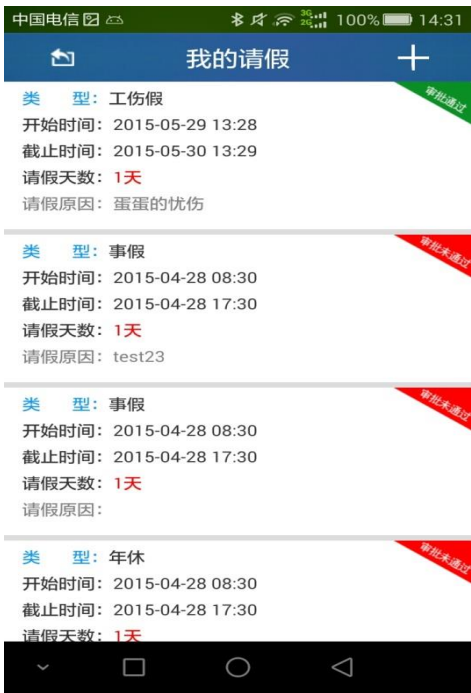 中国电信 3G 2G 100% 14:31
我的请假
类 型：工伤假
审批通过
开始时间：2015-05-29 13:28
截止时间：2015-05-30 13:29
请假天数：1天
请假原因：蛋蛋的忧伤
类 型：事假
审批未通过
开始时间：2015-04-28 08:30
截止时间：2015-04-28 17:30
请假天数：1天
请假原因：test23
类 型：事假
审批未通过
开始时间：2015-04-28 08:30
截止时间：2015-04-28 17:30
请假天数：1天
请假原因：
类 型：年休
审批未通过
开始时间：2015-04-28 08:30
截止时间：2015-04-28 17:30
请假天数：1天